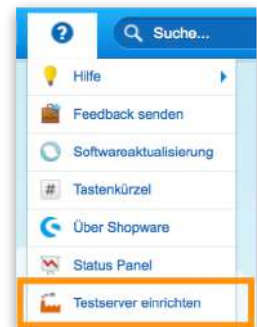 ?
Suche...
Hilfe
Feedback senden
Softwareaktualisierung
#
Tastenkürzel
Über Shopware
Status Panel
Testserver einrichten